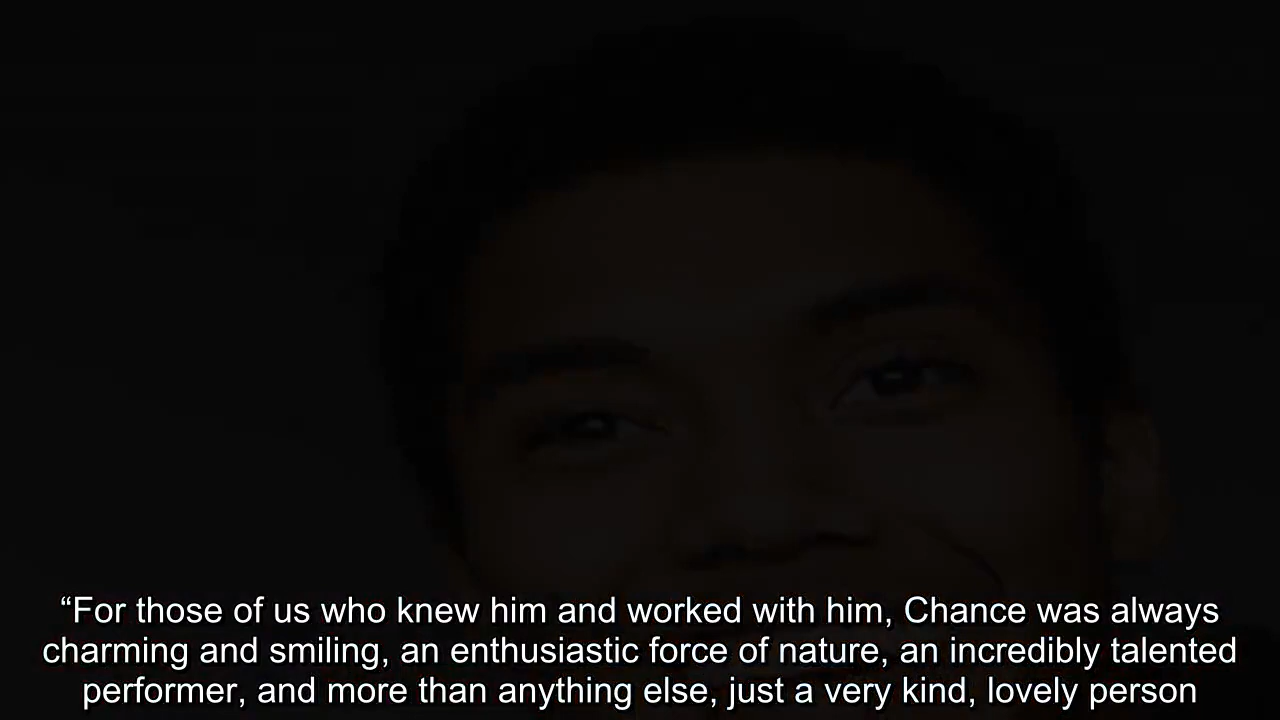 “For those of us who knew him and worked with him, Chance was always
charming and smiling, an enthusiastic force of nature, an incredibly talented
performer, and more than anything else, just a very kind, lovely person